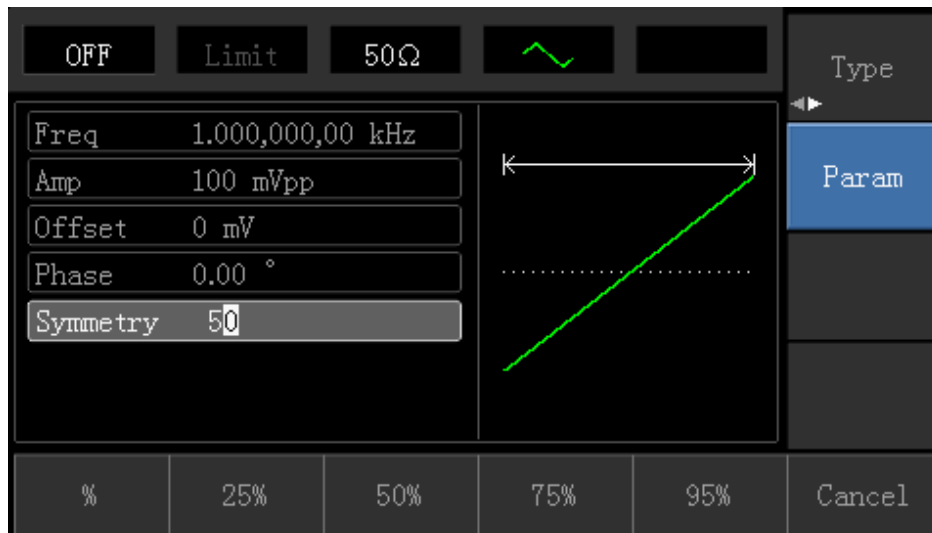 OFF Limit 50Ω
Type
Freq 1.000,000,00 kHz
Amp 100 mVpp
Param
Offset 0 mV
Phase 0.00 °
Symmetry 50
% 25% 50% 75% 95% Cancel